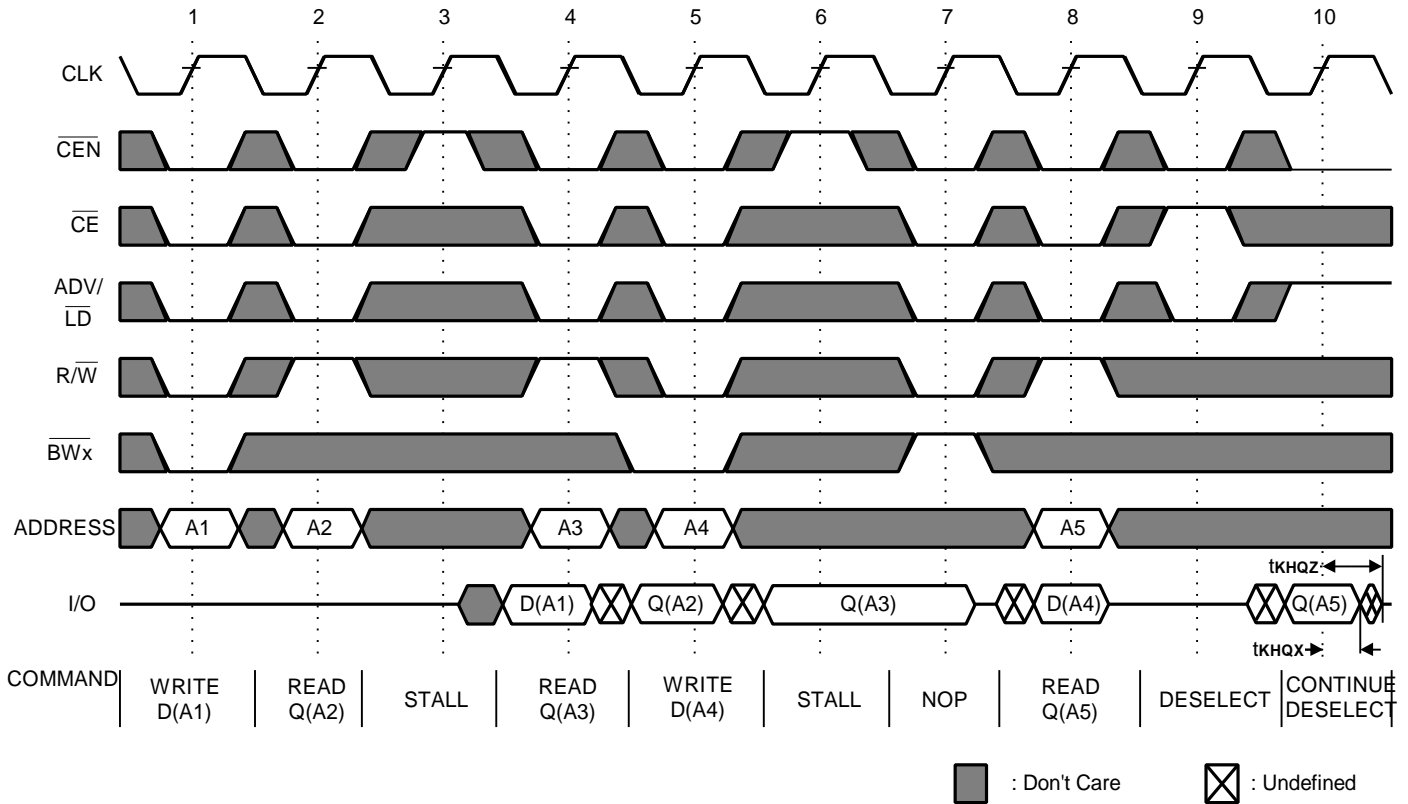 1 2 3 4 5 6 7 8 9 10
CLK
CEN
CE
ADV/
LD
R/W
BWx
ADDRESS A1 A2 A3 A4 A5
tKHQZ
I/O D(A1) Q(A2) Q(A3) D(A4) Q(A5)
tKHQX
COMMAND
WRITE
D(A1)
READ
Q(A2)
STALL
READ
Q(A3)
WRITE
D(A4)
STALL
NOP
READ
Q(A5)
DESELECT
CONTINUE
DESELECT
: Don't Care
: Undefined